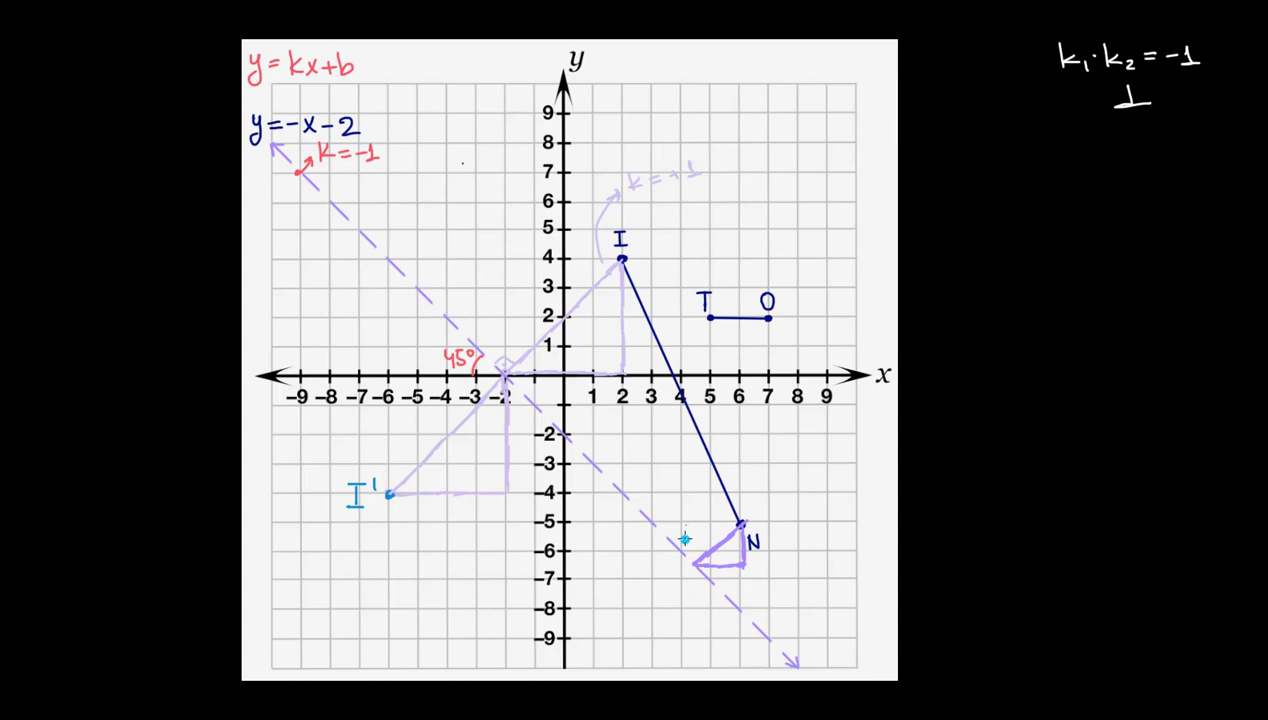 y = kx+b
k₁·k₂ = -1
⊥
y
y=-x-2
k=-1
k=+1
9
8
7
6
5
4
3
2
1
I
T O
45°
x
-9 -8 -7 -6 -5 -4 -3 -2 1 2 3 4 5 6 7 8 9
-2
-3
-4
-5
-6
-7
-8
-9
I'
N